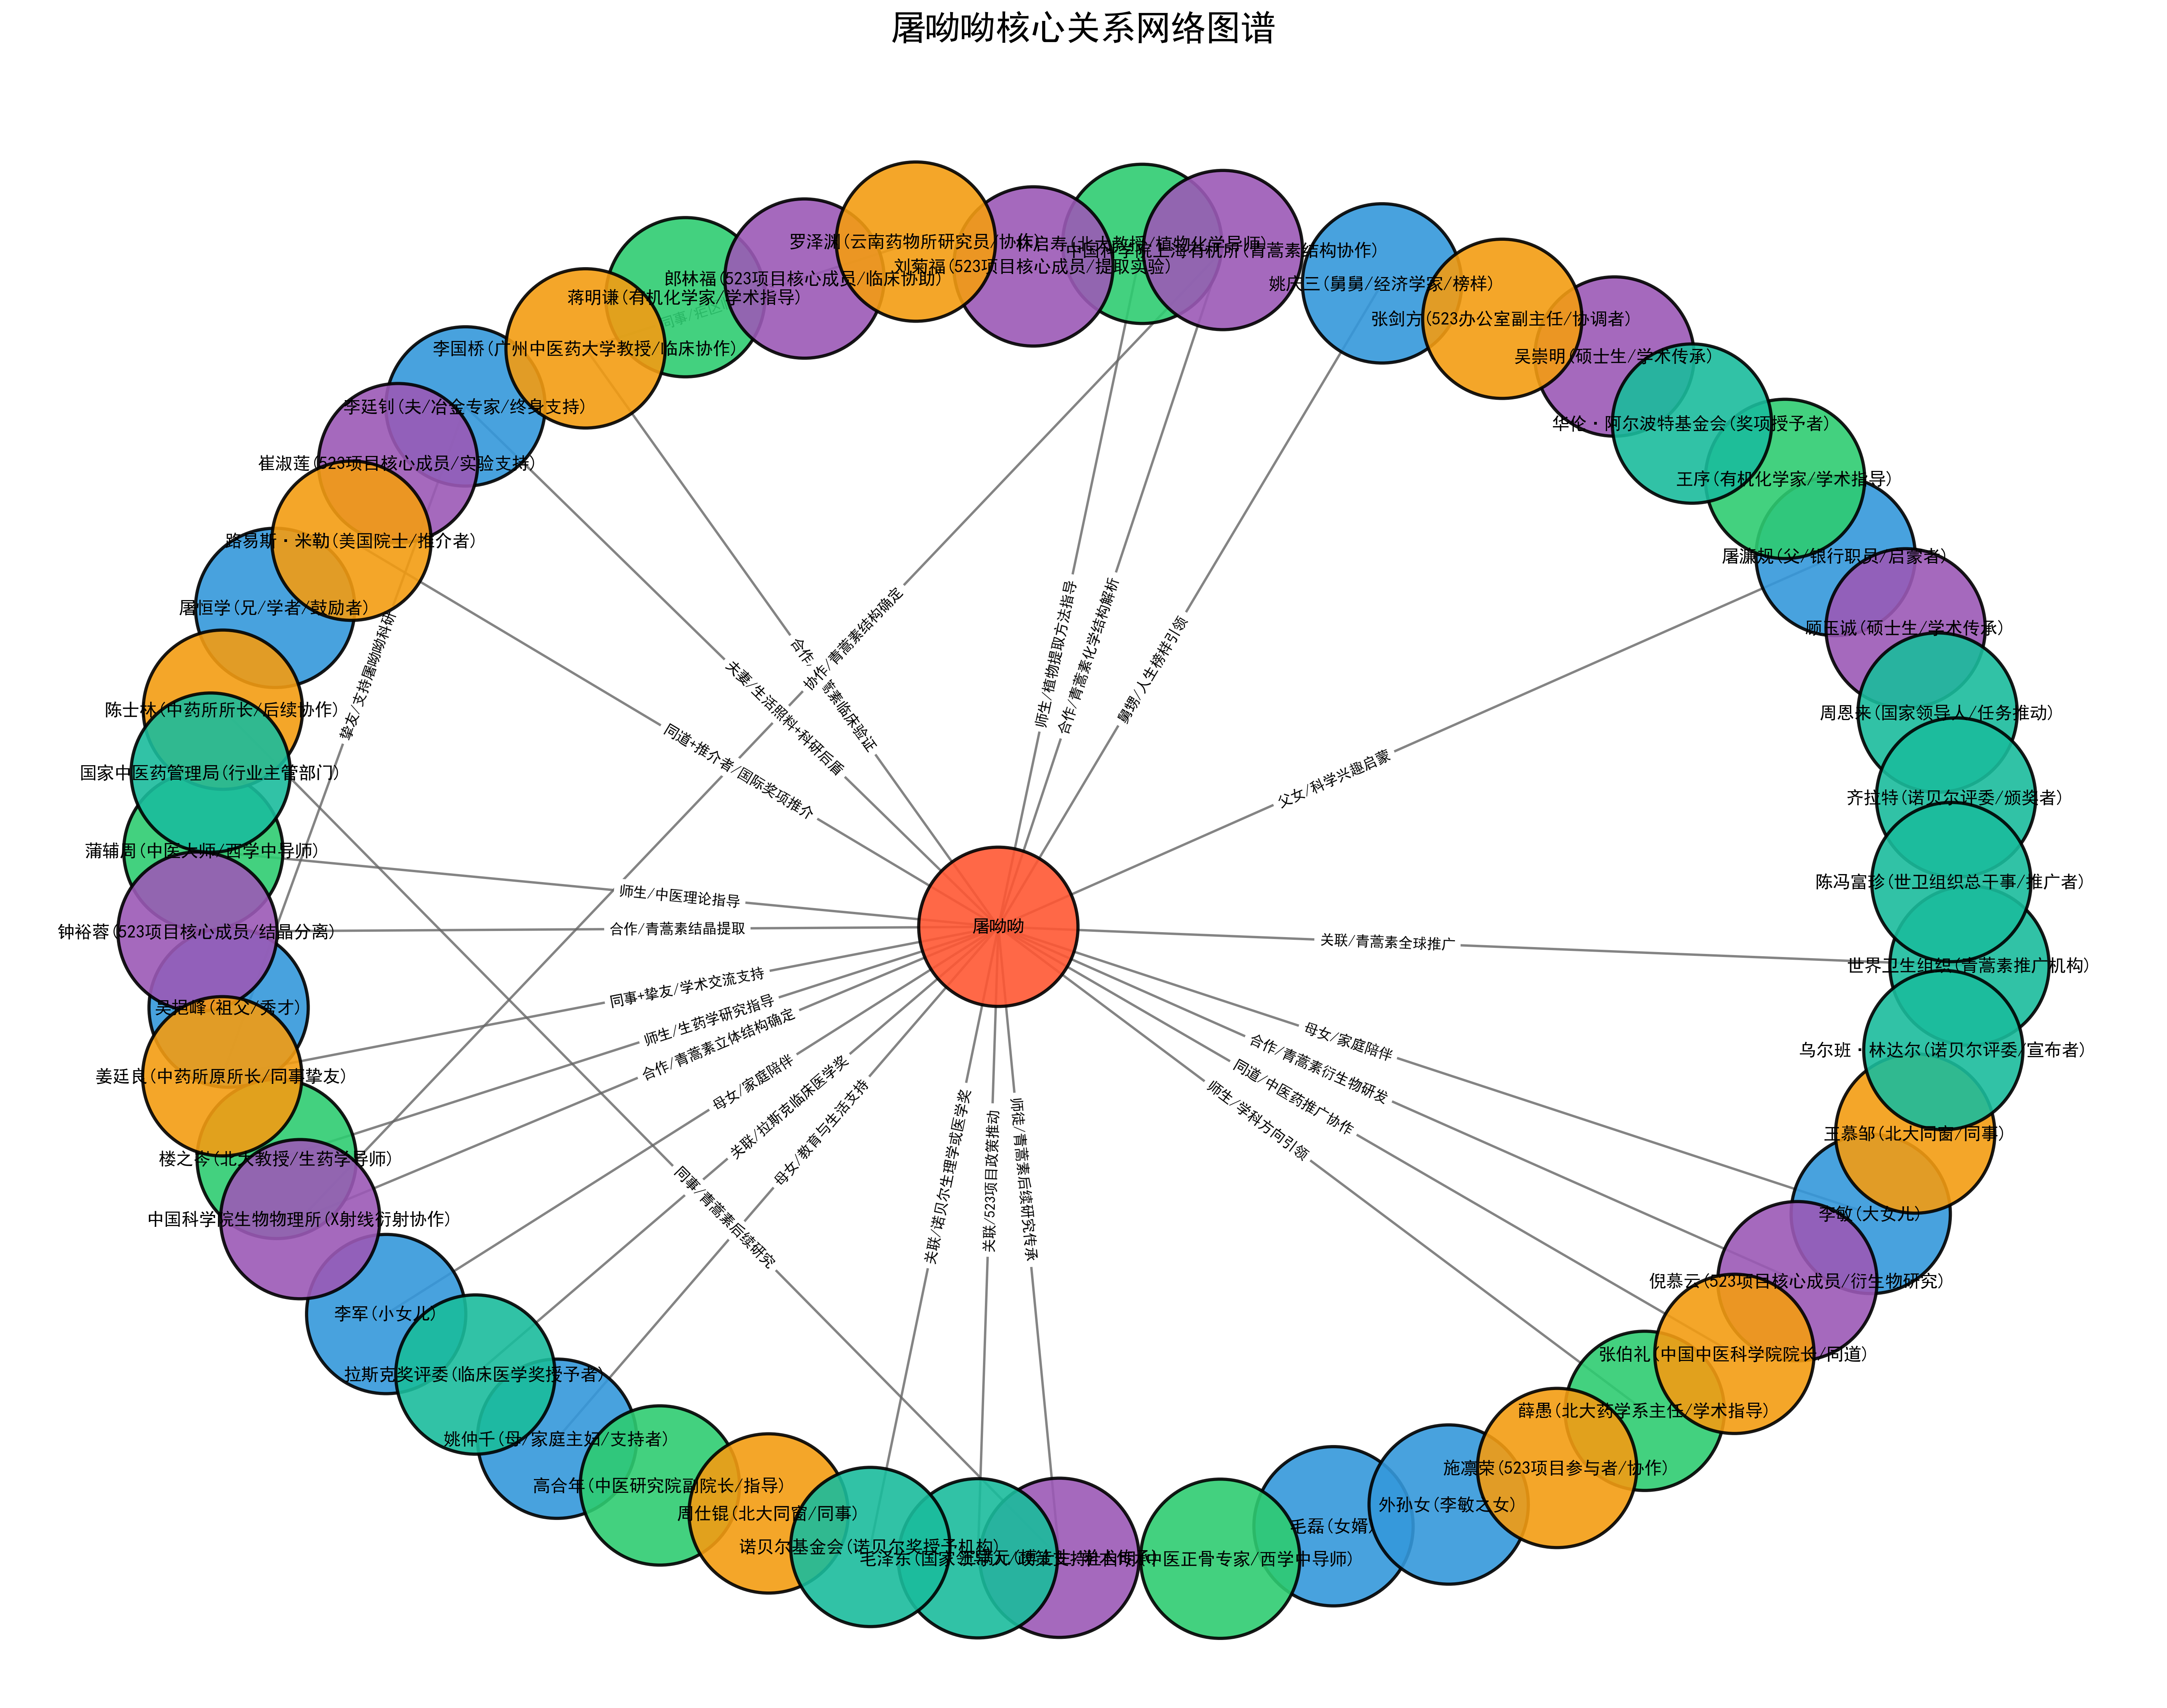 屠呦呦核心关系网络图谱
罗泽渊(云南药物所研究员/协作)
林启寿(北大教授/植物化学导师)
中国科学院上海有机所(青蒿素结构协作)
刘菊福(523项目核心成员/提取实验)
郎林福(523项目核心成员/临床协助)
姚庆三(舅舅/经济学家/榜样)
蒋明谦(有机化学家/学术指导)
张剑方(523办公室副主任/协调者)
李国桥(广州中医药大学教授/临床协作)
吴崇明(硕士生/学术传承)
李廷钊(夫/冶金专家/终身支持)
华伦·阿尔波特基金会(奖项授予者)
崔淑莲(523项目核心成员/实验支持)
王序(有机化学家/学术指导)
路易斯·米勒(美国院士/推介者)
屠濂规(父/银行职员/启蒙者)
屠恒学(兄/学者/鼓励者)
顾玉诚(硕士生/学术传承)
陈士林(中药所所长/后续协作)
周恩来(国家领导人/任务推动)
国家中医药管理局(行业主管部门)
齐拉特(诺贝尔评委/颁奖者)
蒲辅周(中医大师/西学中导师)
陈冯富珍(世卫组织总干事/推广者)
钟裕蓉(523项目核心成员/结晶分离)
屠呦呦
世界卫生组织(青蒿素推广机构)
吴挹峰(祖父/秀才)
乌尔班·林达尔(诺贝尔评委/宣布者)
姜廷良(中药所原所长/同事挚友)
王慕邹(北大同窗/同事)
楼之岑(北大教授/生药学导师)
李敏(大女儿)
中国科学院生物物理所(X射线衍射协作)
倪慕云(523项目核心成员/衍生物研究)
李军(小女儿)
张伯礼(中国中医科学院院长/同道)
拉斯克奖评委(临床医学奖授予者)
薛愚(北大药学系主任/学术指导)
姚仲千(母/家庭主妇/支持者)
施凛荣(523项目参与者/协作)
高合年(中医研究院副院长/指导)
外孙女(李敏之女)
周仕锟(北大同窗/同事)
毛磊(女婿)
诺贝尔基金会(诺贝尔奖授予机构)
毛泽东(国家领导人
中医正骨专家/西学中导师)
师生/植物提取方法指导
合作/青蒿素化学结构解析
舅甥/人生榜样引领
父女/科学兴趣启蒙
协作/青蒿素结构确定
合作
蒿素临床验证
夫妻/生活照料+科研后盾
同道+推介者/国际奖项推介
挚友/支持屠呦呦科研
师生/中医理论指导
合作/青蒿素结晶提取
同事+挚友/学术交流支持
师生/生药学研究指导
合作/青蒿素立体结构确定
母女/家庭陪伴
关联/拉斯克临床医学奖
母女/教育与生活支持
同事/青蒿素后续研究
关联/诺贝尔生理学或医学奖
关联/523项目政策推动
师徒/青蒿素后续研究传承
关联/青蒿素全球推广
母女/家庭陪伴
合作/青蒿素衍生物研发
同道/中医药推广协作
师生/学科方向引领